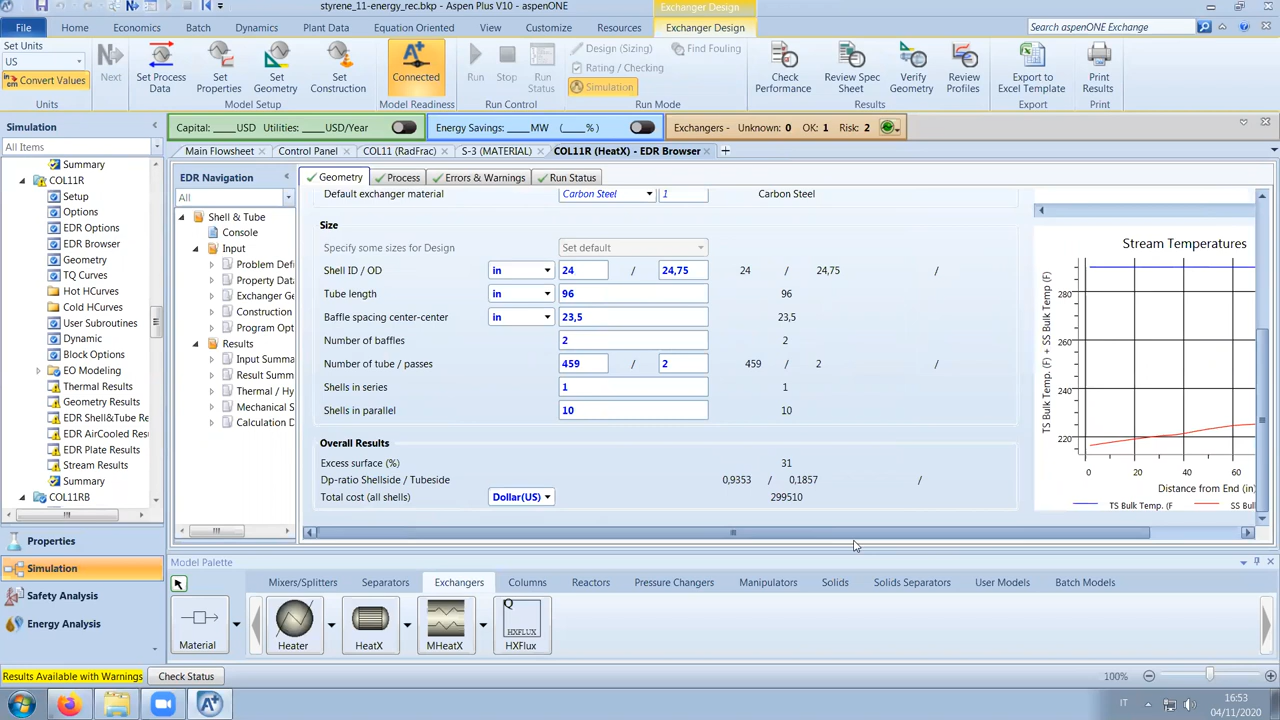 styrene_11-energy_rec.bkp - Aspen Plus V10 - aspenONE
Exchanger Design
File Home Economics Batch Dynamics Plant Data Equation Oriented View Customize Resources Exchanger Design Search aspenONE Exchange
Set Units
US
Convert Values
Units
Next
Set Process Data
Set Properties
Set Geometry
Set Construction
Model Setup
Connected
Model Readiness
Run
Stop
Run Status
Run Control
Design (Sizing)
Rating / Checking
Simulation
Find Fouling
Run Mode
Check Performance
Review Spec Sheet
Verify Geometry
Review Profiles
Results
Export to Excel Template
Export
Print Results
Print
Simulation
Capital: ____USD Utilities: ____USD/Year
Energy Savings: ____MW (____%)
Exchangers - Unknown: 0 OK: 1 Risk: 2
All Items
Main Flowsheet Control Panel COL11 (RadFrac) S-3 (MATERIAL) COL11R (HeatX) - EDR Browser
Summary
COL11R
Setup
Options
EDR Options
EDR Browser
Geometry
TQ Curves
Hot HCurves
Cold HCurves
User Subroutines
Dynamic
Block Options
EO Modeling
Thermal Results
Geometry Results
EDR Shell&Tube Re
EDR AirCooled Res
EDR Plate Results
Stream Results
Summary
COL11RB
Properties
Simulation
Safety Analysis
Energy Analysis
EDR Navigation
All
Shell & Tube
Console
Input
Problem Defi
Property Data
Exchanger Ge
Construction
Program Opt
Results
Input Summa
Result Summ
Thermal / Hy
Mechanical S
Calculation D
Geometry Process Errors & Warnings Run Status
Default exchanger material Carbon Steel 1 Carbon Steel
Size
Specify some sizes for Design Set default
Shell ID / OD in 24 / 24,75 24 / 24,75 /
Tube length in 96 96
Baffle spacing center-center in 23,5 23,5
Number of baffles 2 2
Number of tube / passes 459 / 2 459 / 2 /
Shells in series 1 1
Shells in parallel 10 10
Overall Results
Excess surface (%) 31
Dp-ratio Shellside / Tubeside 0,9353 / 0,1857 /
Total cost (all shells) Dollar(US) 299510
Stream Temperatures
TS Bulk Temp. (F) + SS Bulk Temp (F)
280
260
240
220
0 20 40 60
Distance from End (in)
TS Bulk Temp. (F SS Bul
Model Palette
Mixers/Splitters Separators Exchangers Columns Reactors Pressure Changers Manipulators Solids Solids Separators User Models Batch Models
Material
Heater
HeatX
MHeatX
Q
HXFLUX
HXFlux
Results Available with Warnings Check Status
100%
IT
16:53
04/11/2020